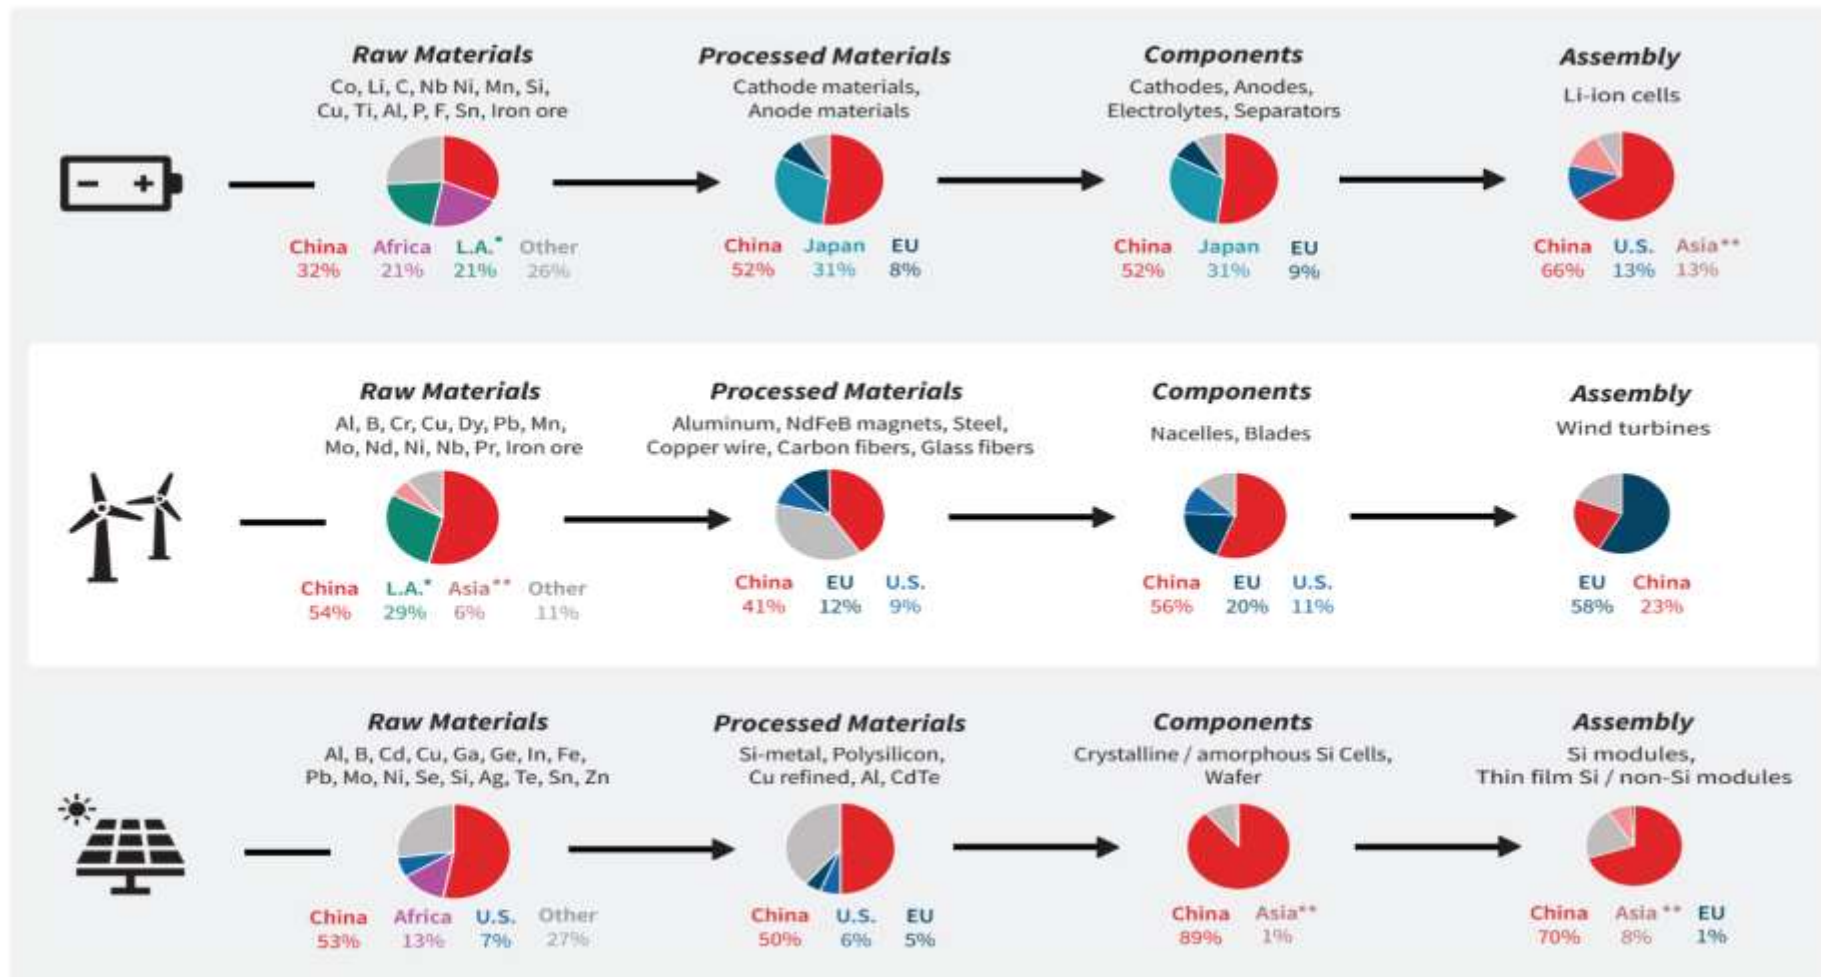 Raw Materials
Co, Li, C, Nb Ni, Mn, Si,
Cu, Ti, Al, P, F, Sn, Iron ore
China Africa L.A.* Other
32% 21% 21% 26%
Processed Materials
Cathode materials,
Anode materials
China Japan EU
52% 31% 8%
Components
Cathodes, Anodes,
Electrolytes, Separators
China Japan EU
52% 31% 9%
Assembly
Li-ion cells
China U.S. Asia**
66% 13% 13%
Raw Materials
Al, B, Cr, Cu, Dy, Pb, Mn,
Mo, Nd, Ni, Nb, Pr, Iron ore
China L.A.* Asia** Other
54% 29% 6% 11%
Processed Materials
Aluminum, NdFeB magnets, Steel,
Copper wire, Carbon fibers, Glass fibers
China EU U.S.
41% 12% 9%
Components
Nacelles, Blades
China EU U.S.
56% 20% 11%
Assembly
Wind turbines
EU China
58% 23%
Raw Materials
Al, B, Cd, Cu, Ga, Ge, In, Fe,
Pb, Mo, Ni, Se, Si, Ag, Te, Sn, Zn
China Africa U.S. Other
53% 13% 7% 27%
Processed Materials
Si-metal, Polysilicon,
Cu refined, Al, CdTe
China U.S. EU
50% 6% 5%
Components
Crystalline / amorphous Si Cells,
Wafer
China Asia**
89% 1%
Assembly
Si modules,
Thin film Si / non-Si modules
China Asia ** EU
70% 8% 1%